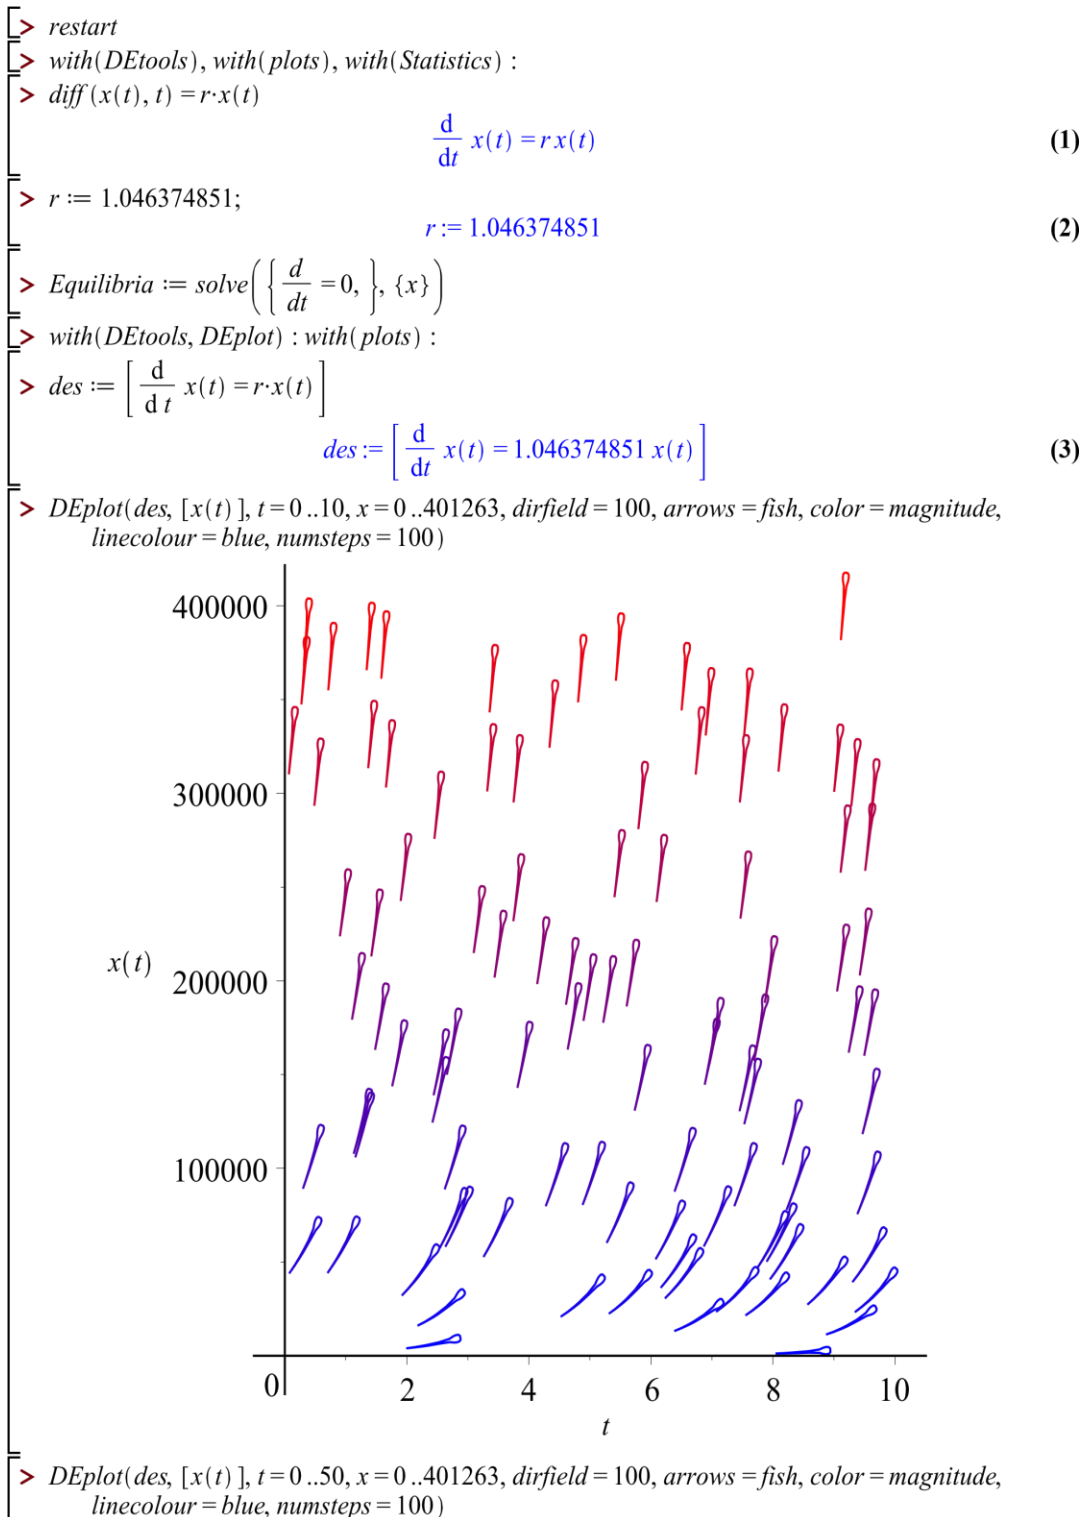 > restart
> with(DEtools), with(plots), with(Statistics) :
> diff(x(t), t) = r·x(t)
d/dt x(t) = r x(t) (1)
> r := 1.046374851;
r := 1.046374851 (2)
> Equilibria := solve({d/dt = 0, }, {x})
> with(DEtools, DEplot) : with(plots) :
> des := [d/dt x(t) = r·x(t)]
des := [d/dt x(t) = 1.046374851 x(t)] (3)
> DEplot(des, [x(t)], t = 0 ..10, x = 0 ..401263, dirfield = 100, arrows = fish, color = magnitude,
linecolour = blue, numsteps = 100)
400000
300000
x(t)
200000
100000
0 2 4 6 8 10
t
> DEplot(des, [x(t)], t = 0 ..50, x = 0 ..401263, dirfield = 100, arrows = fish, color = magnitude,
linecolour = blue, numsteps = 100)